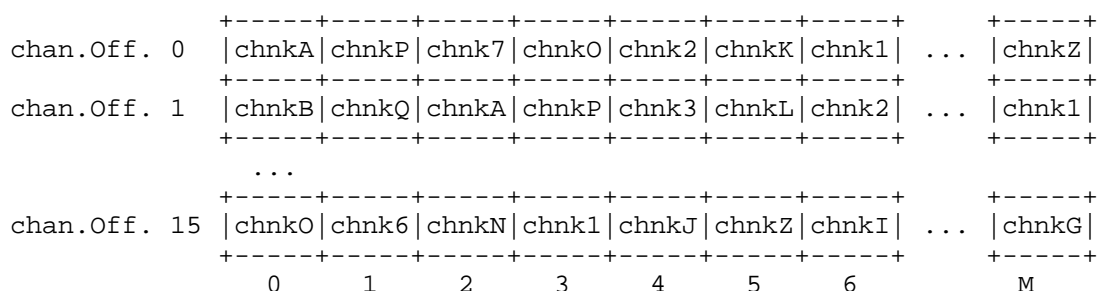 +-----+-----+-----+-----+-----+-----+-----+     +-----+
chan.Off. 0  |chnkA|chnkP|chnk7|chnkO|chnk2|chnkK|chnk1| ... |chnkZ|
             +-----+-----+-----+-----+-----+-----+-----+     +-----+
chan.Off. 1  |chnkB|chnkQ|chnkA|chnkP|chnk3|chnkL|chnk2| ... |chnk1|
             +-----+-----+-----+-----+-----+-----+-----+     +-----+
               ...
             +-----+-----+-----+-----+-----+-----+-----+     +-----+
chan.Off. 15 |chnkO|chnk6|chnkN|chnk1|chnkJ|chnkZ|chnkI| ... |chnkG|
             +-----+-----+-----+-----+-----+-----+-----+     +-----+
                0     1     2     3     4     5     6           M